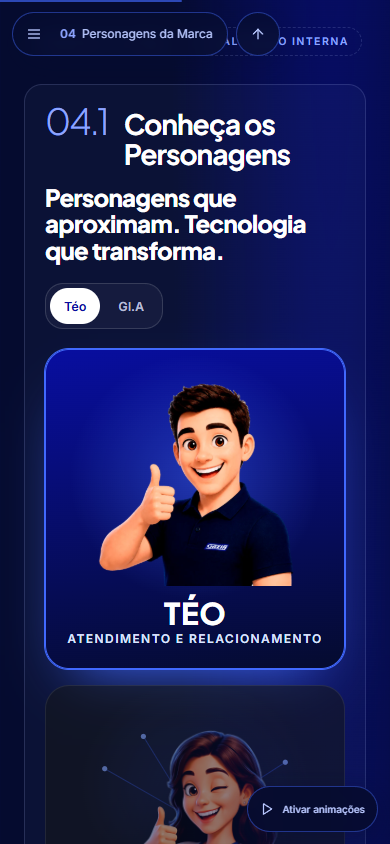 04 Personagens da Marca
INTERNA
04.1
Conheça os
Personagens
Personagens que
aproximam. Tecnologia
que transforma.
Téo
GI.A
TÉO
ATENDIMENTO E RELACIONAMENTO
Ativar animações